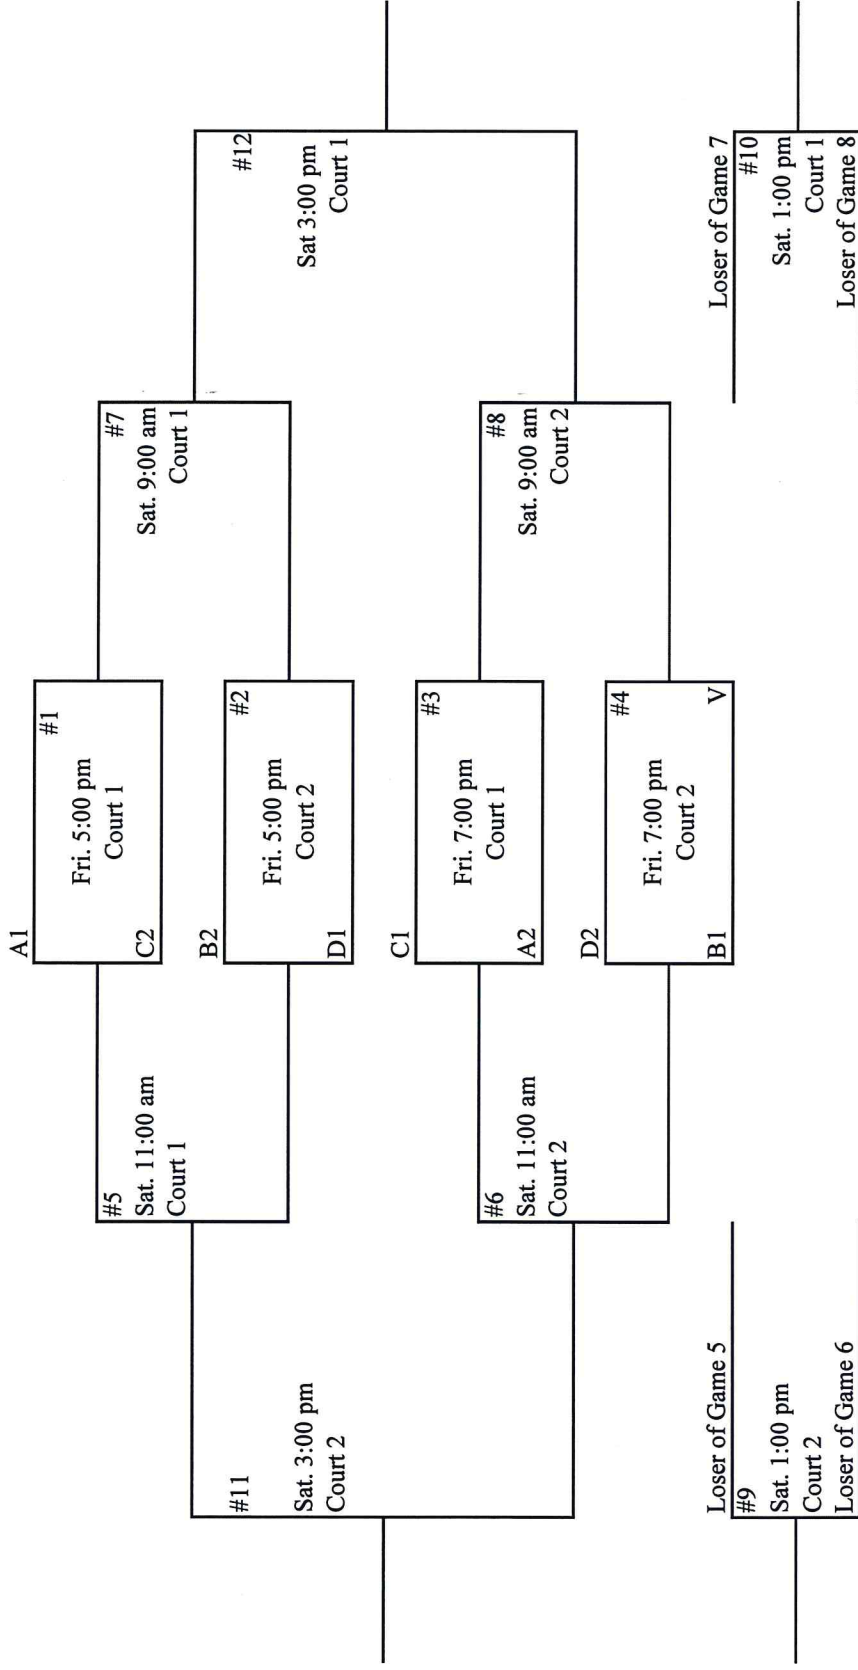 A1
#1
Fri. 5:00 pm
Court 1
C2
B2
#2
Fri. 5:00 pm
Court 2
D1
C1
#3
Fri. 7:00 pm
Court 1
A2
D2
#4
Fri. 7:00 pm
Court 2
B1
V
#5
Sat. 11:00 am
Court 1
#6
Sat. 11:00 am
Court 2
#7
Sat. 9:00 am
Court 1
#8
Sat. 9:00 am
Court 2
#11
Sat. 3:00 pm
Court 2
#12
Sat 3:00 pm
Court 1
Loser of Game 5
#9
Sat. 1:00 pm
Court 2
Loser of Game 6
Loser of Game 7
#10
Sat. 1:00 pm
Court 1
Loser of Game 8